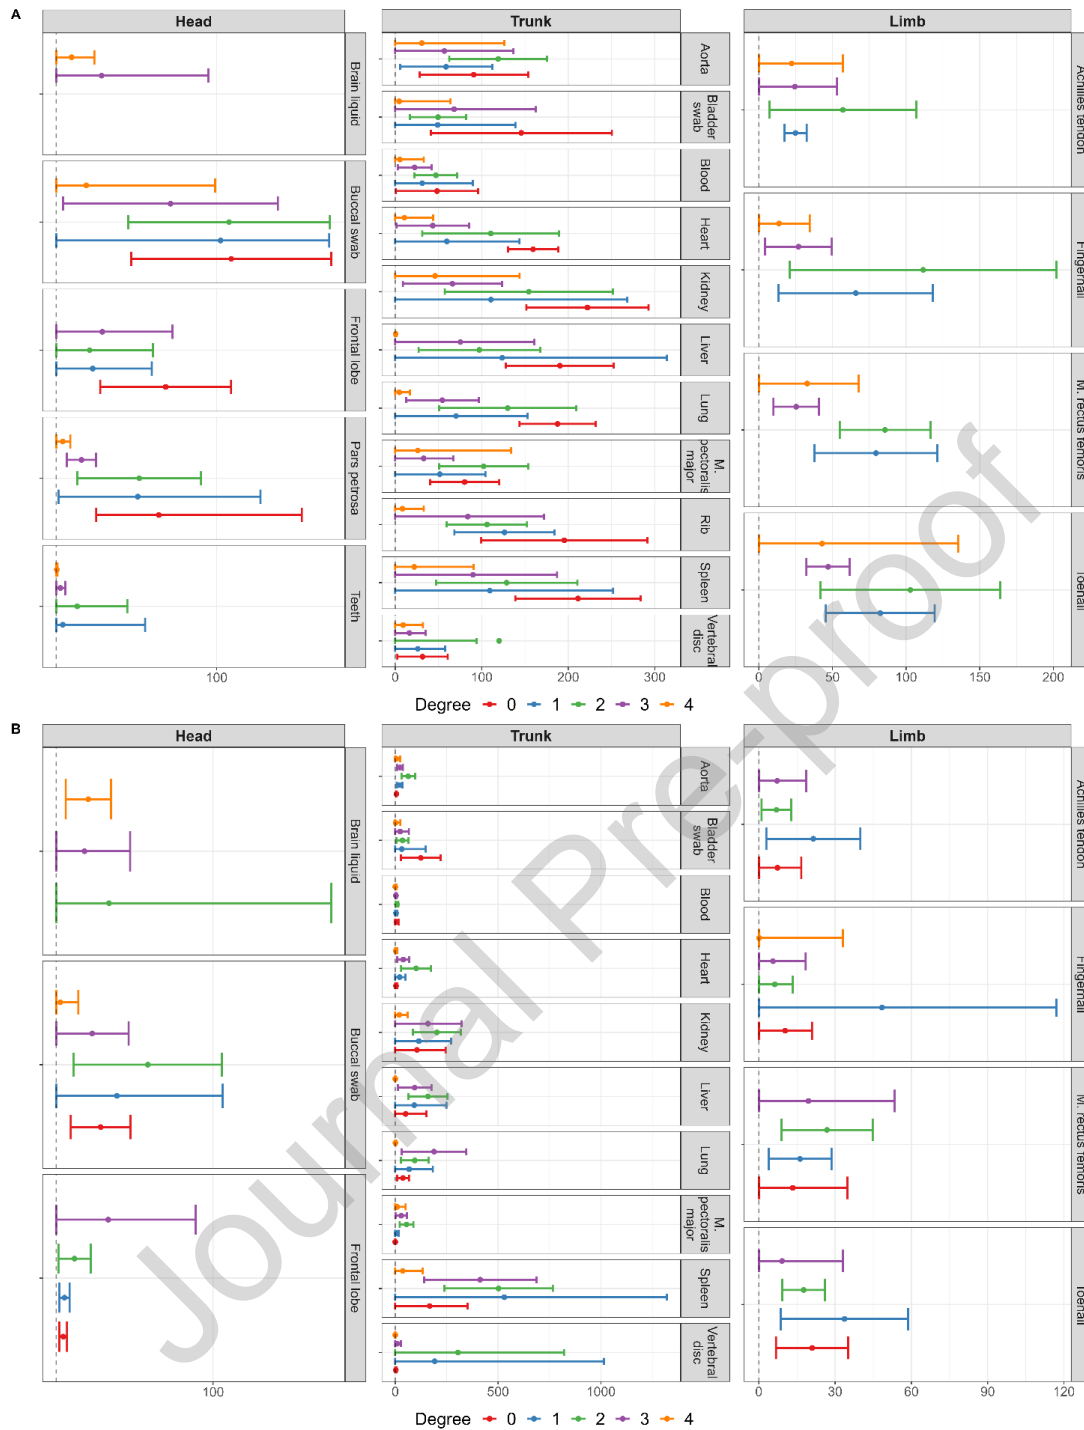 A
Head
Trunk
Limb
Brain liquid
Buccal swab
Frontal lobe
Pars petrosa
Teeth
Aorta
Bladder
swab
Blood
Heart
Kidney
Liver
Lung
M.
pectoralis
major
Rib
Spleen
Vertebral
disc
Achilles tendon
Fingernail
M. rectus femoris
Toenail
100
0 100 200 300
0 50 100 150 200
Degree 0 1 2 3 4
B
Head
Trunk
Limb
Brain liquid
Buccal swab
Frontal lobe
Aorta
Bladder
swab
Blood
Heart
Kidney
Liver
Lung
M.
pectoralis
major
Spleen
Vertebral
disc
Achilles tendon
Fingernail
M. rectus femoris
Toenail
100
0 500 1000
0 30 60 90 120
Degree 0 1 2 3 4
Journal Pre-proof